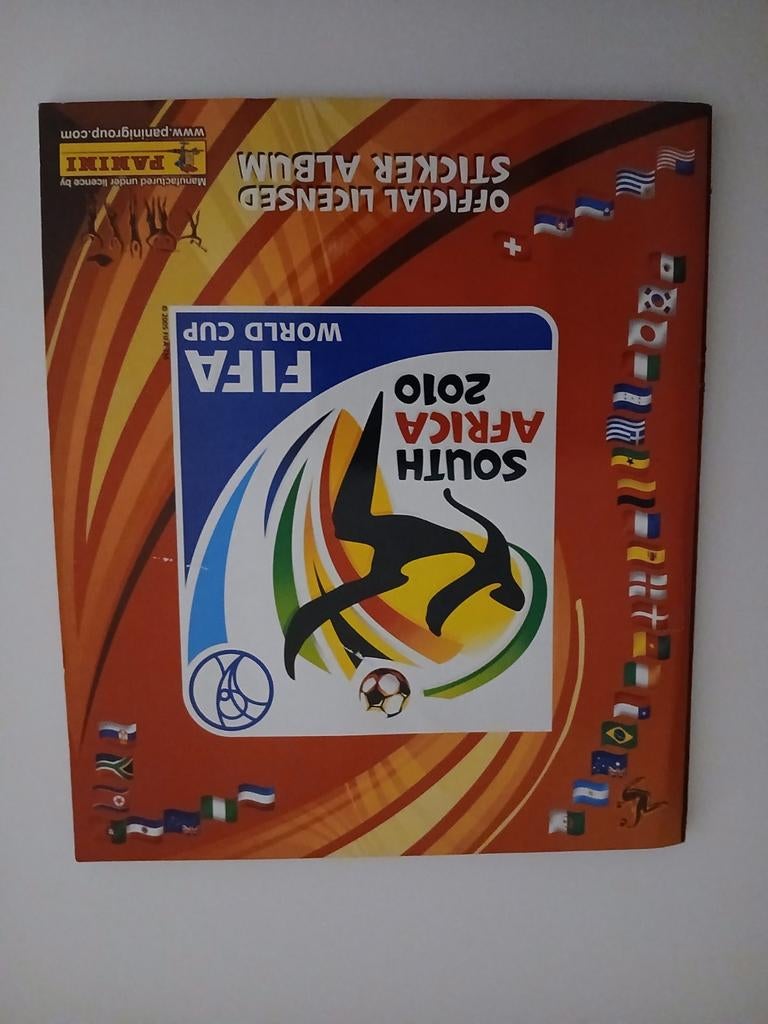 SOUTH
AFRICA
2010
FIFA
WORLD CUP
OFFICIAL LICENSED
STICKER ALBUM
Manufactured under licence by
PANINI
www.paninigroup.com